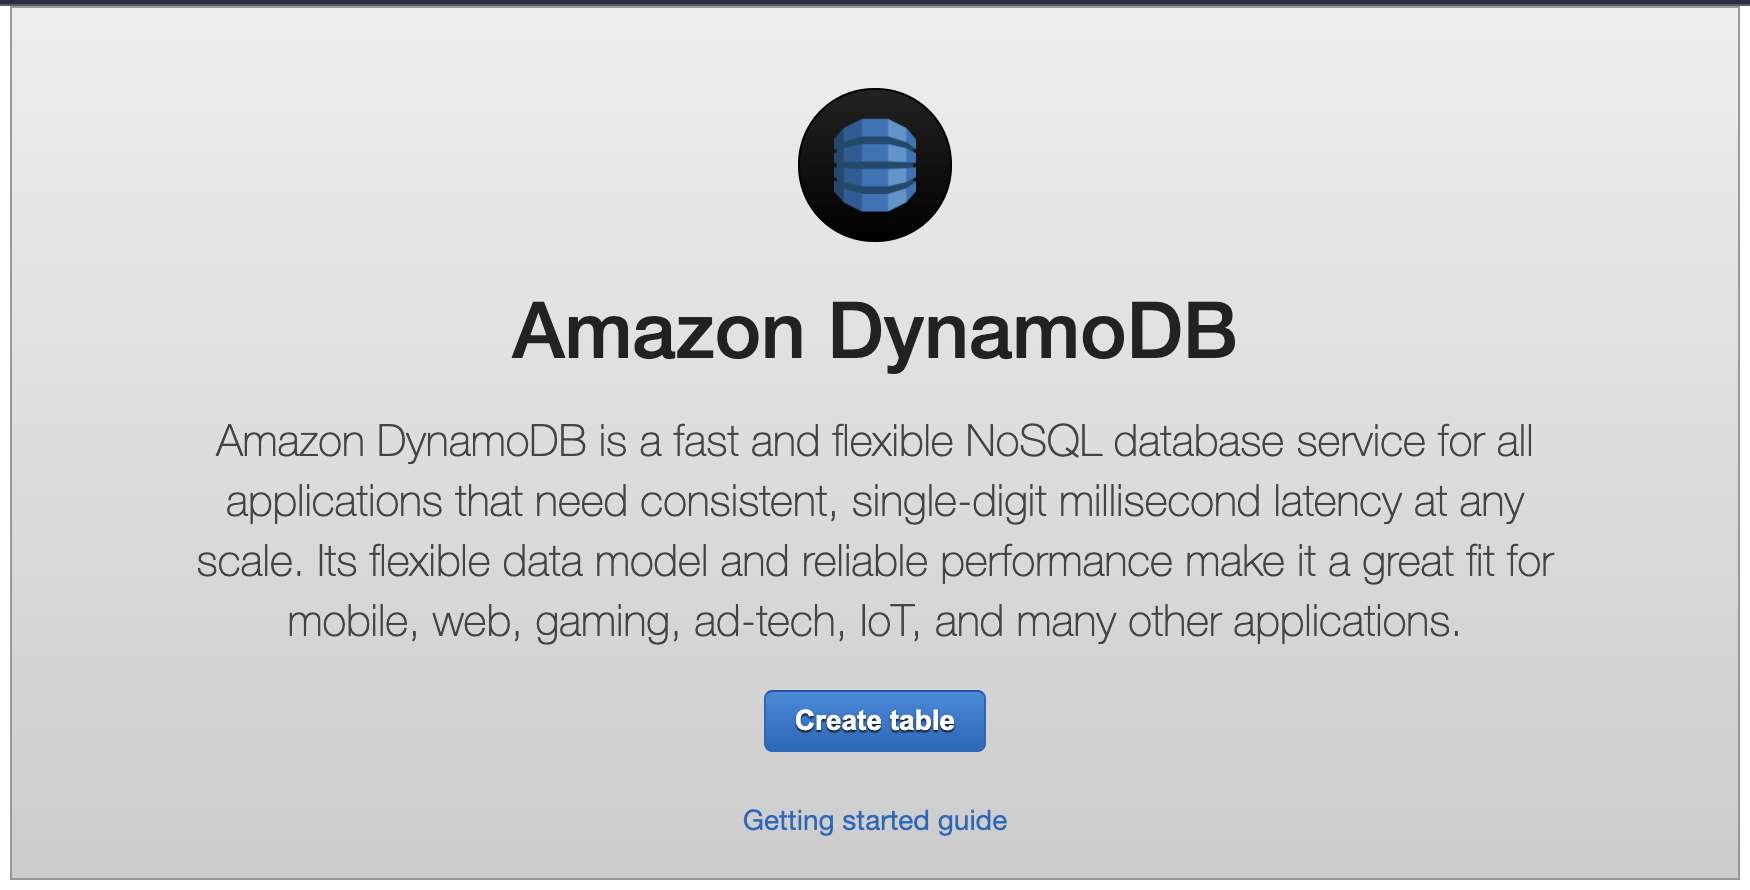 Amazon DynamoDB
Amazon DynamoDB is a fast and flexible NoSQL database service for all
applications that need consistent, single-digit millisecond latency at any
scale. Its flexible data model and reliable performance make it a great fit for
mobile, web, gaming, ad-tech, IoT, and many other applications.
Create table
Getting started guide